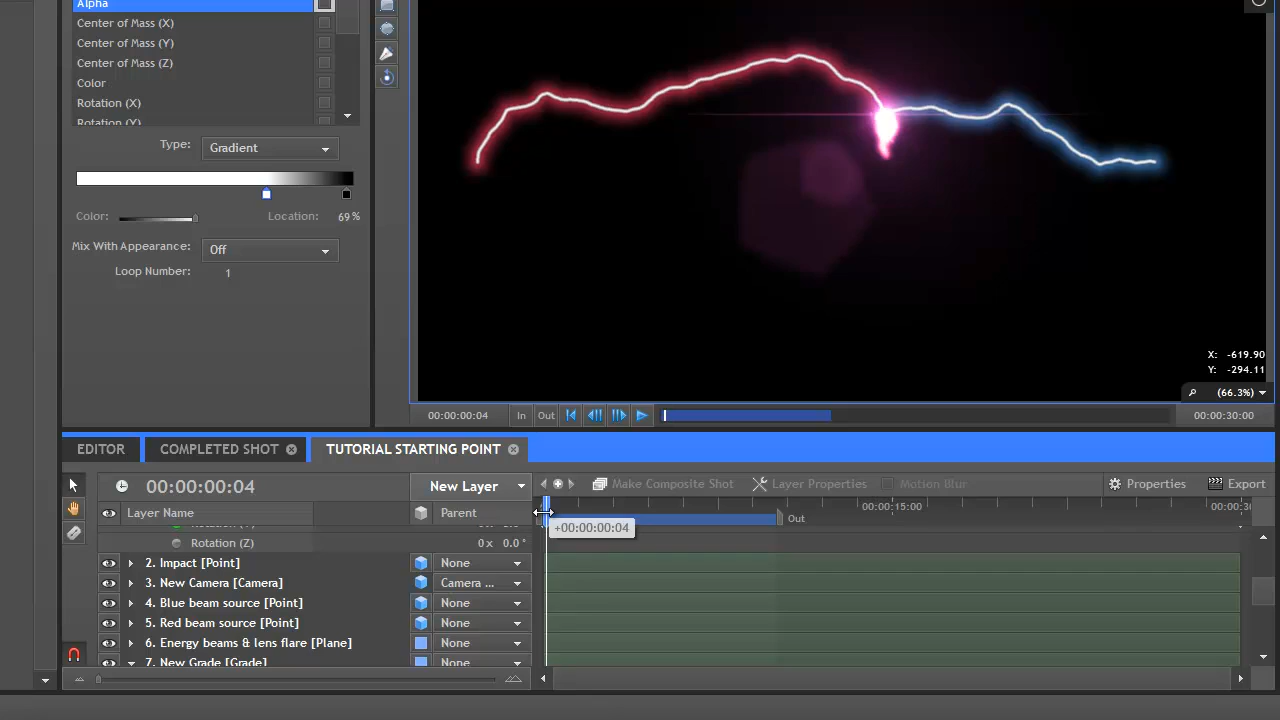 Alpha
Center of Mass (X)
Center of Mass (Y)
Center of Mass (Z)
Color
Rotation (X)
Rotation (Y)
Type: Gradient
Color: Location: 69 %
Mix With Appearance: Off
Loop Number: 1
X: -619.90
Y: -294.11
(66.3%)
00:00:00:04 In Out 00:00:30:00
EDITOR COMPLETED SHOT TUTORIAL STARTING POINT
00:00:00:04 New Layer Make Composite Shot Layer Properties Motion Blur Properties Export
00:00:15:00 00:00:30
Layer Name Parent Out
+00:00:00:04
Rotation (Z) 0 x 0.0 °
2. Impact [Point] None
3. New Camera [Camera] Camera ...
4. Blue beam source [Point] None
5. Red beam source [Point] None
6. Energy beams & lens flare [Plane] None
7. New Grade [Grade] None